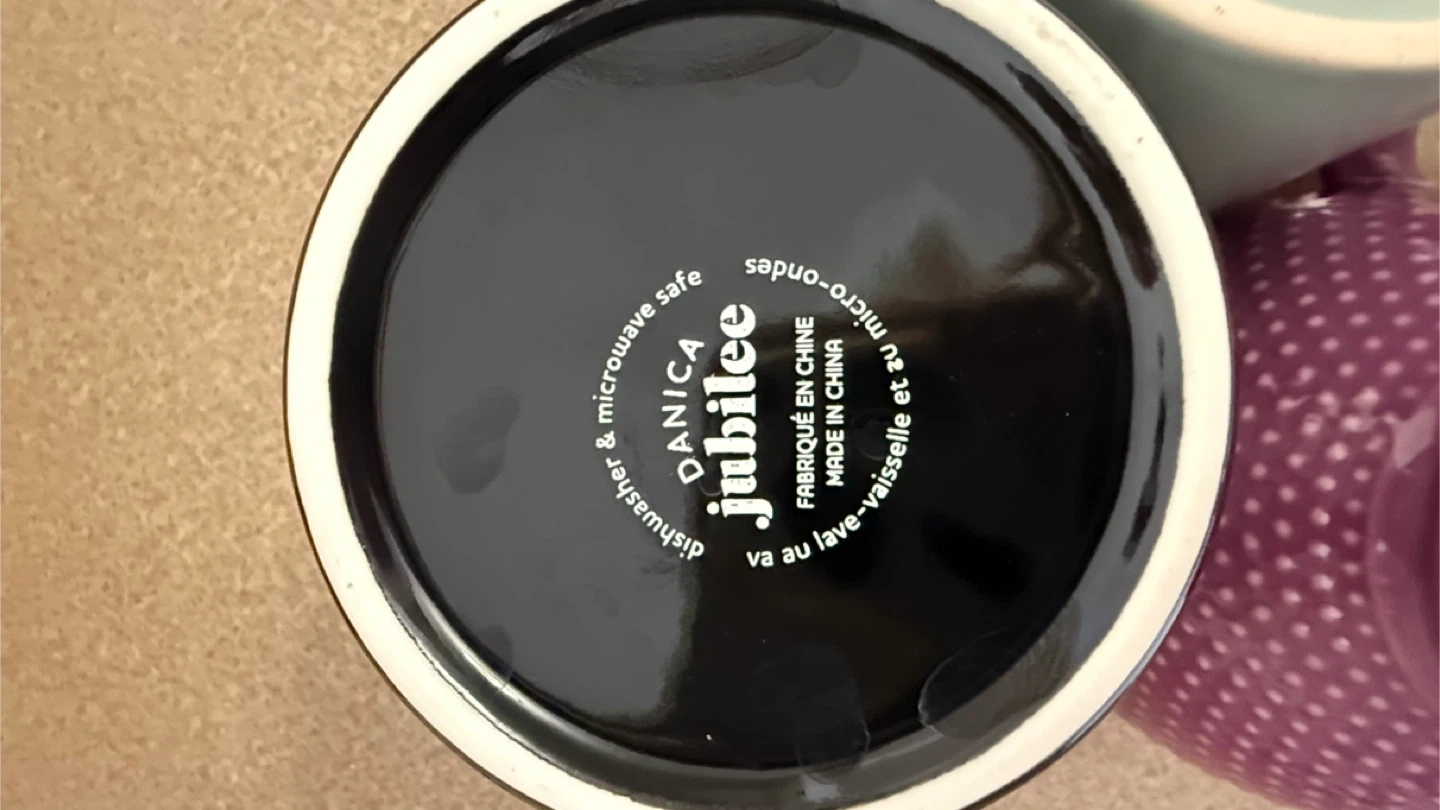 dishwasher & microwave safe
DANICA
jubilee
FABRIQUÉ EN CHINE
MADE IN CHINA
va au lave-vaisselle et au micro-ondes